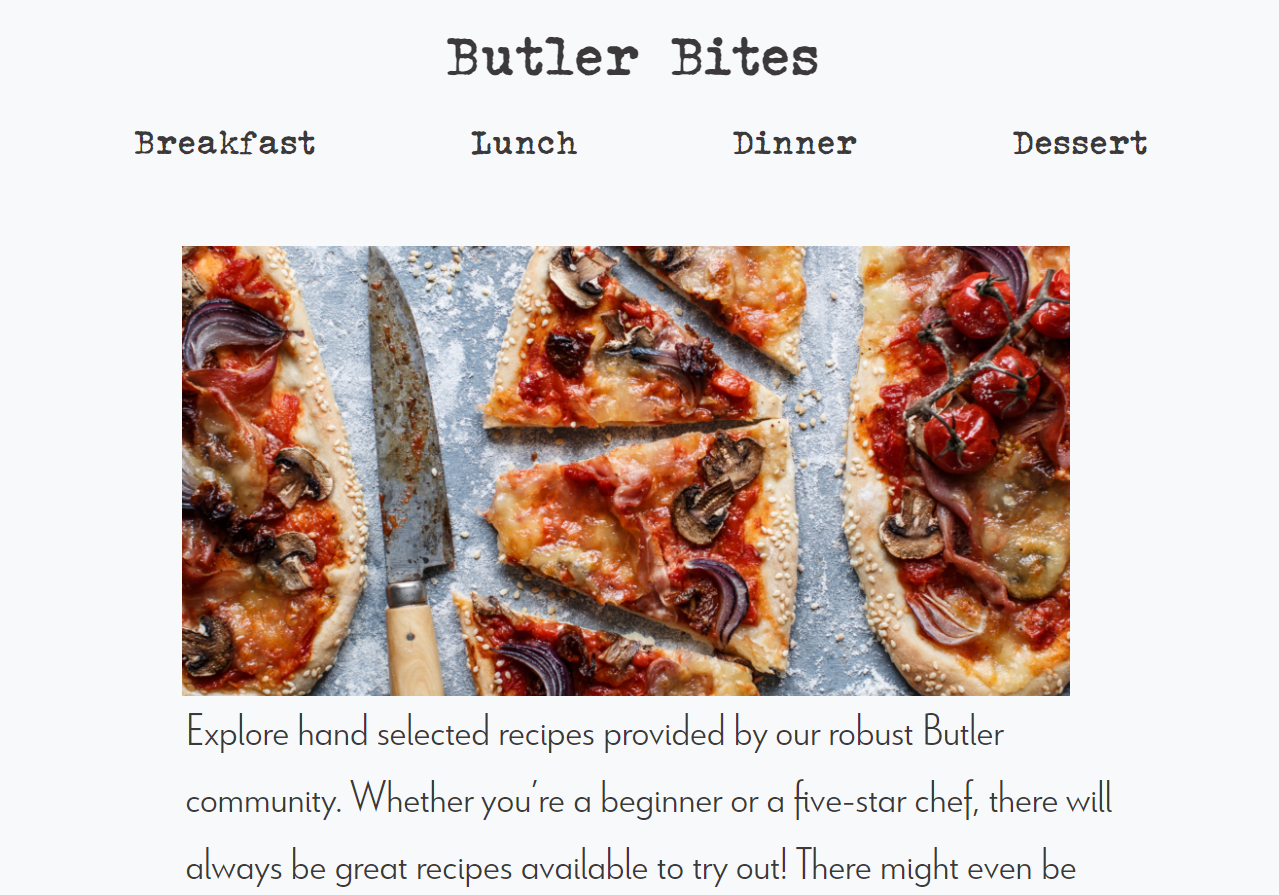 Butler Bites
Breakfast Lunch Dinner Dessert
Explore hand selected recipes provided by our robust Butler
community. Whether you’re a beginner or a five-star chef, there will
always be great recipes available to try out! There might even be